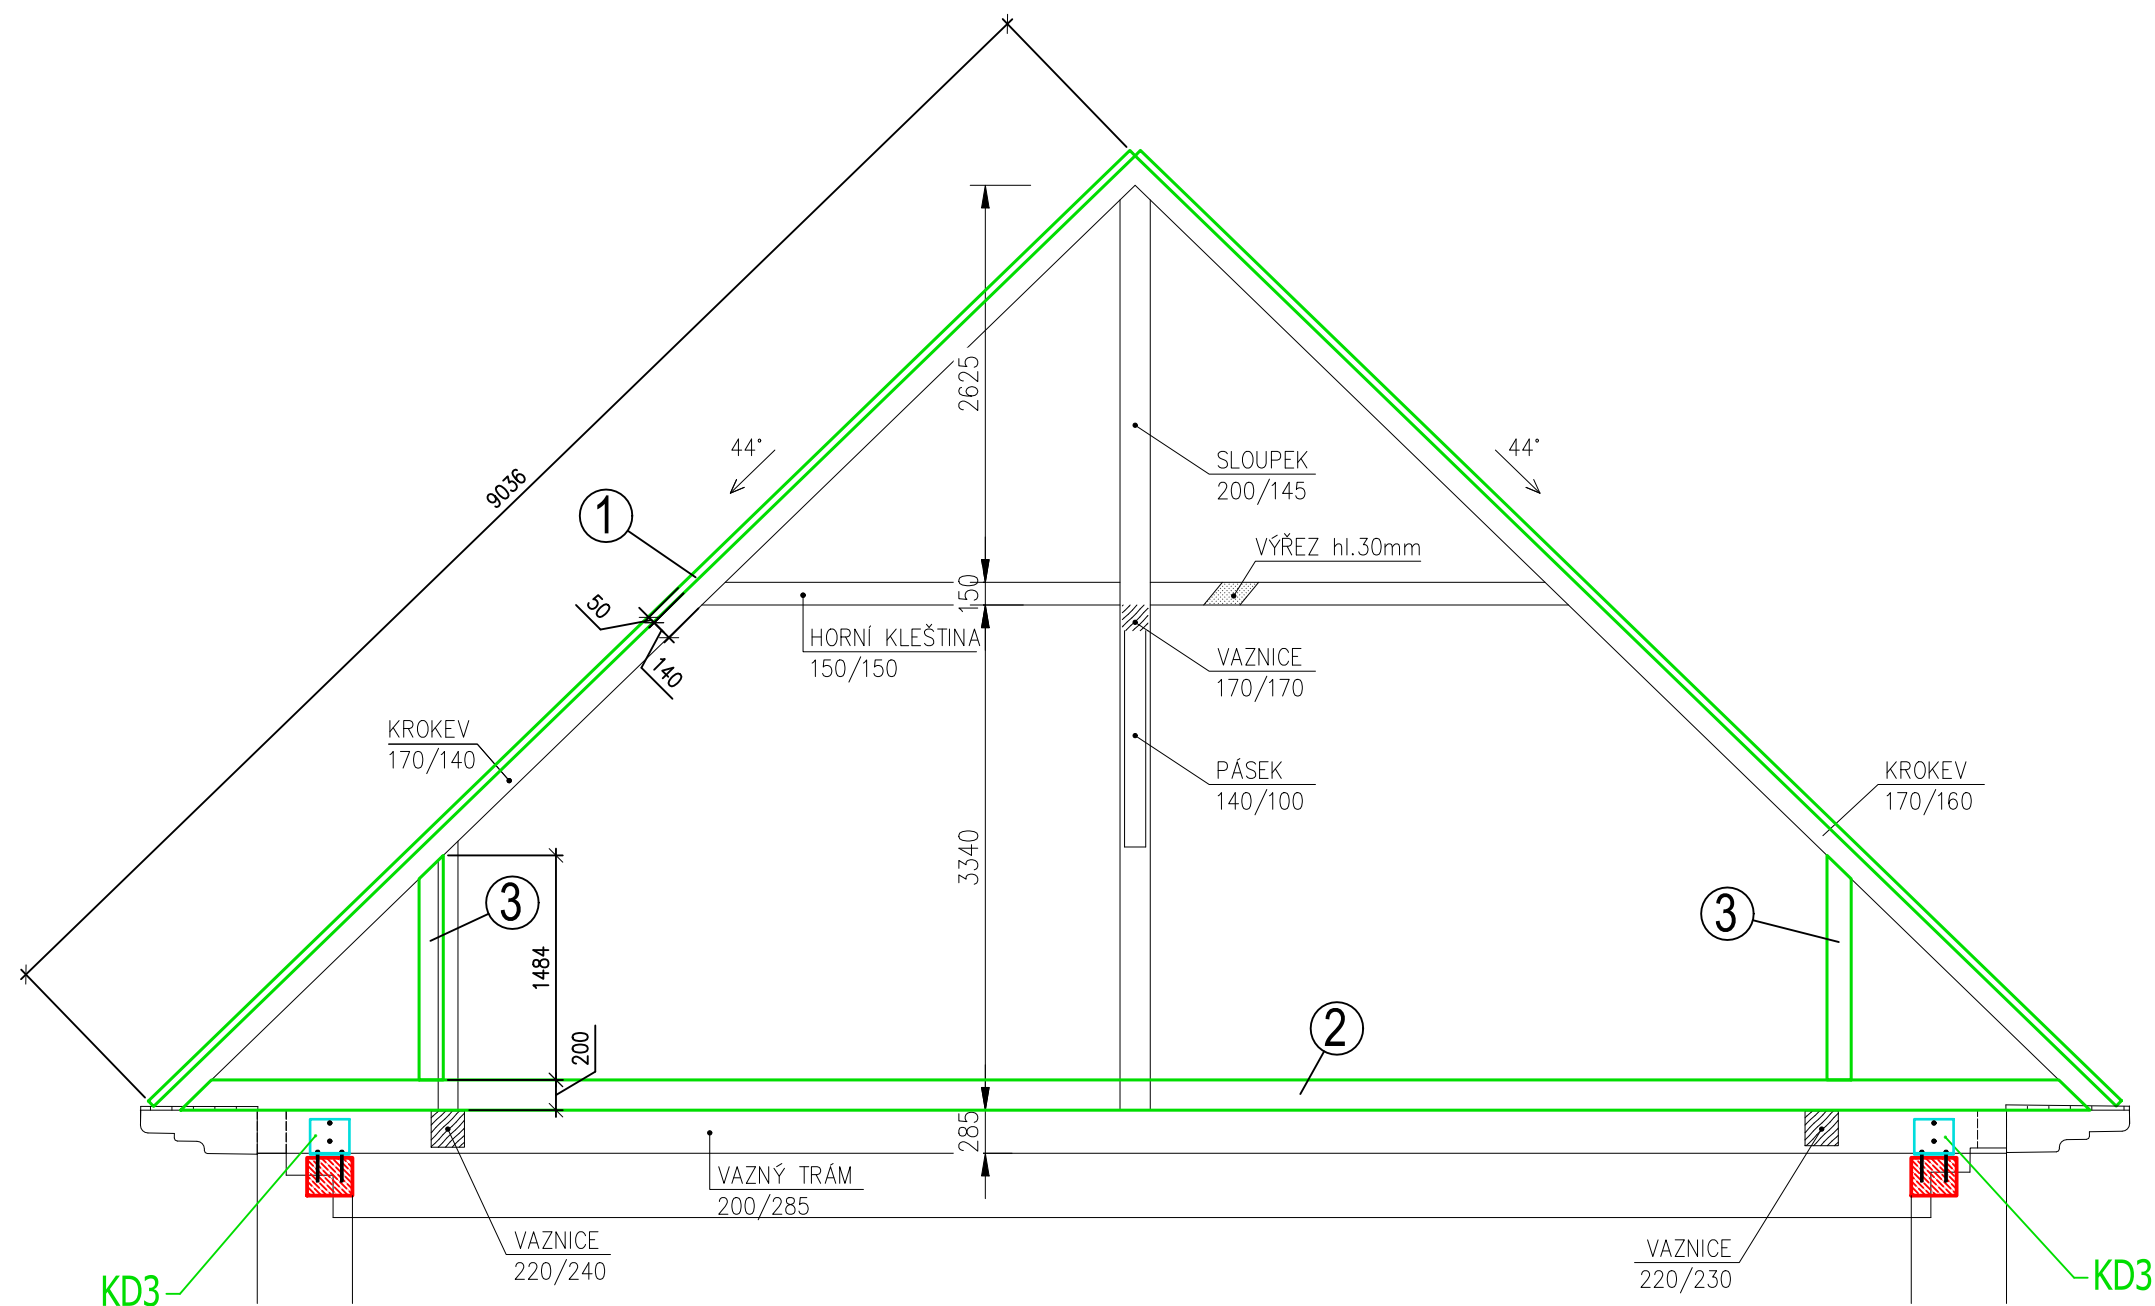 2625
9036
44°
44°
SLOUPEK
200/145
1
VÝŘEZ hl.30mm
150
50
HORNÍ KLEŠTINA
150/150
140
VAZNICE
170/170
KROKEV
170/140
PÁSEK
140/100
KROKEV
170/160
3340
3
3
1484
200
2
285
VAZNÝ TRÁM
200/285
VAZNICE
220/240
VAZNICE
220/230
KD3
KD3